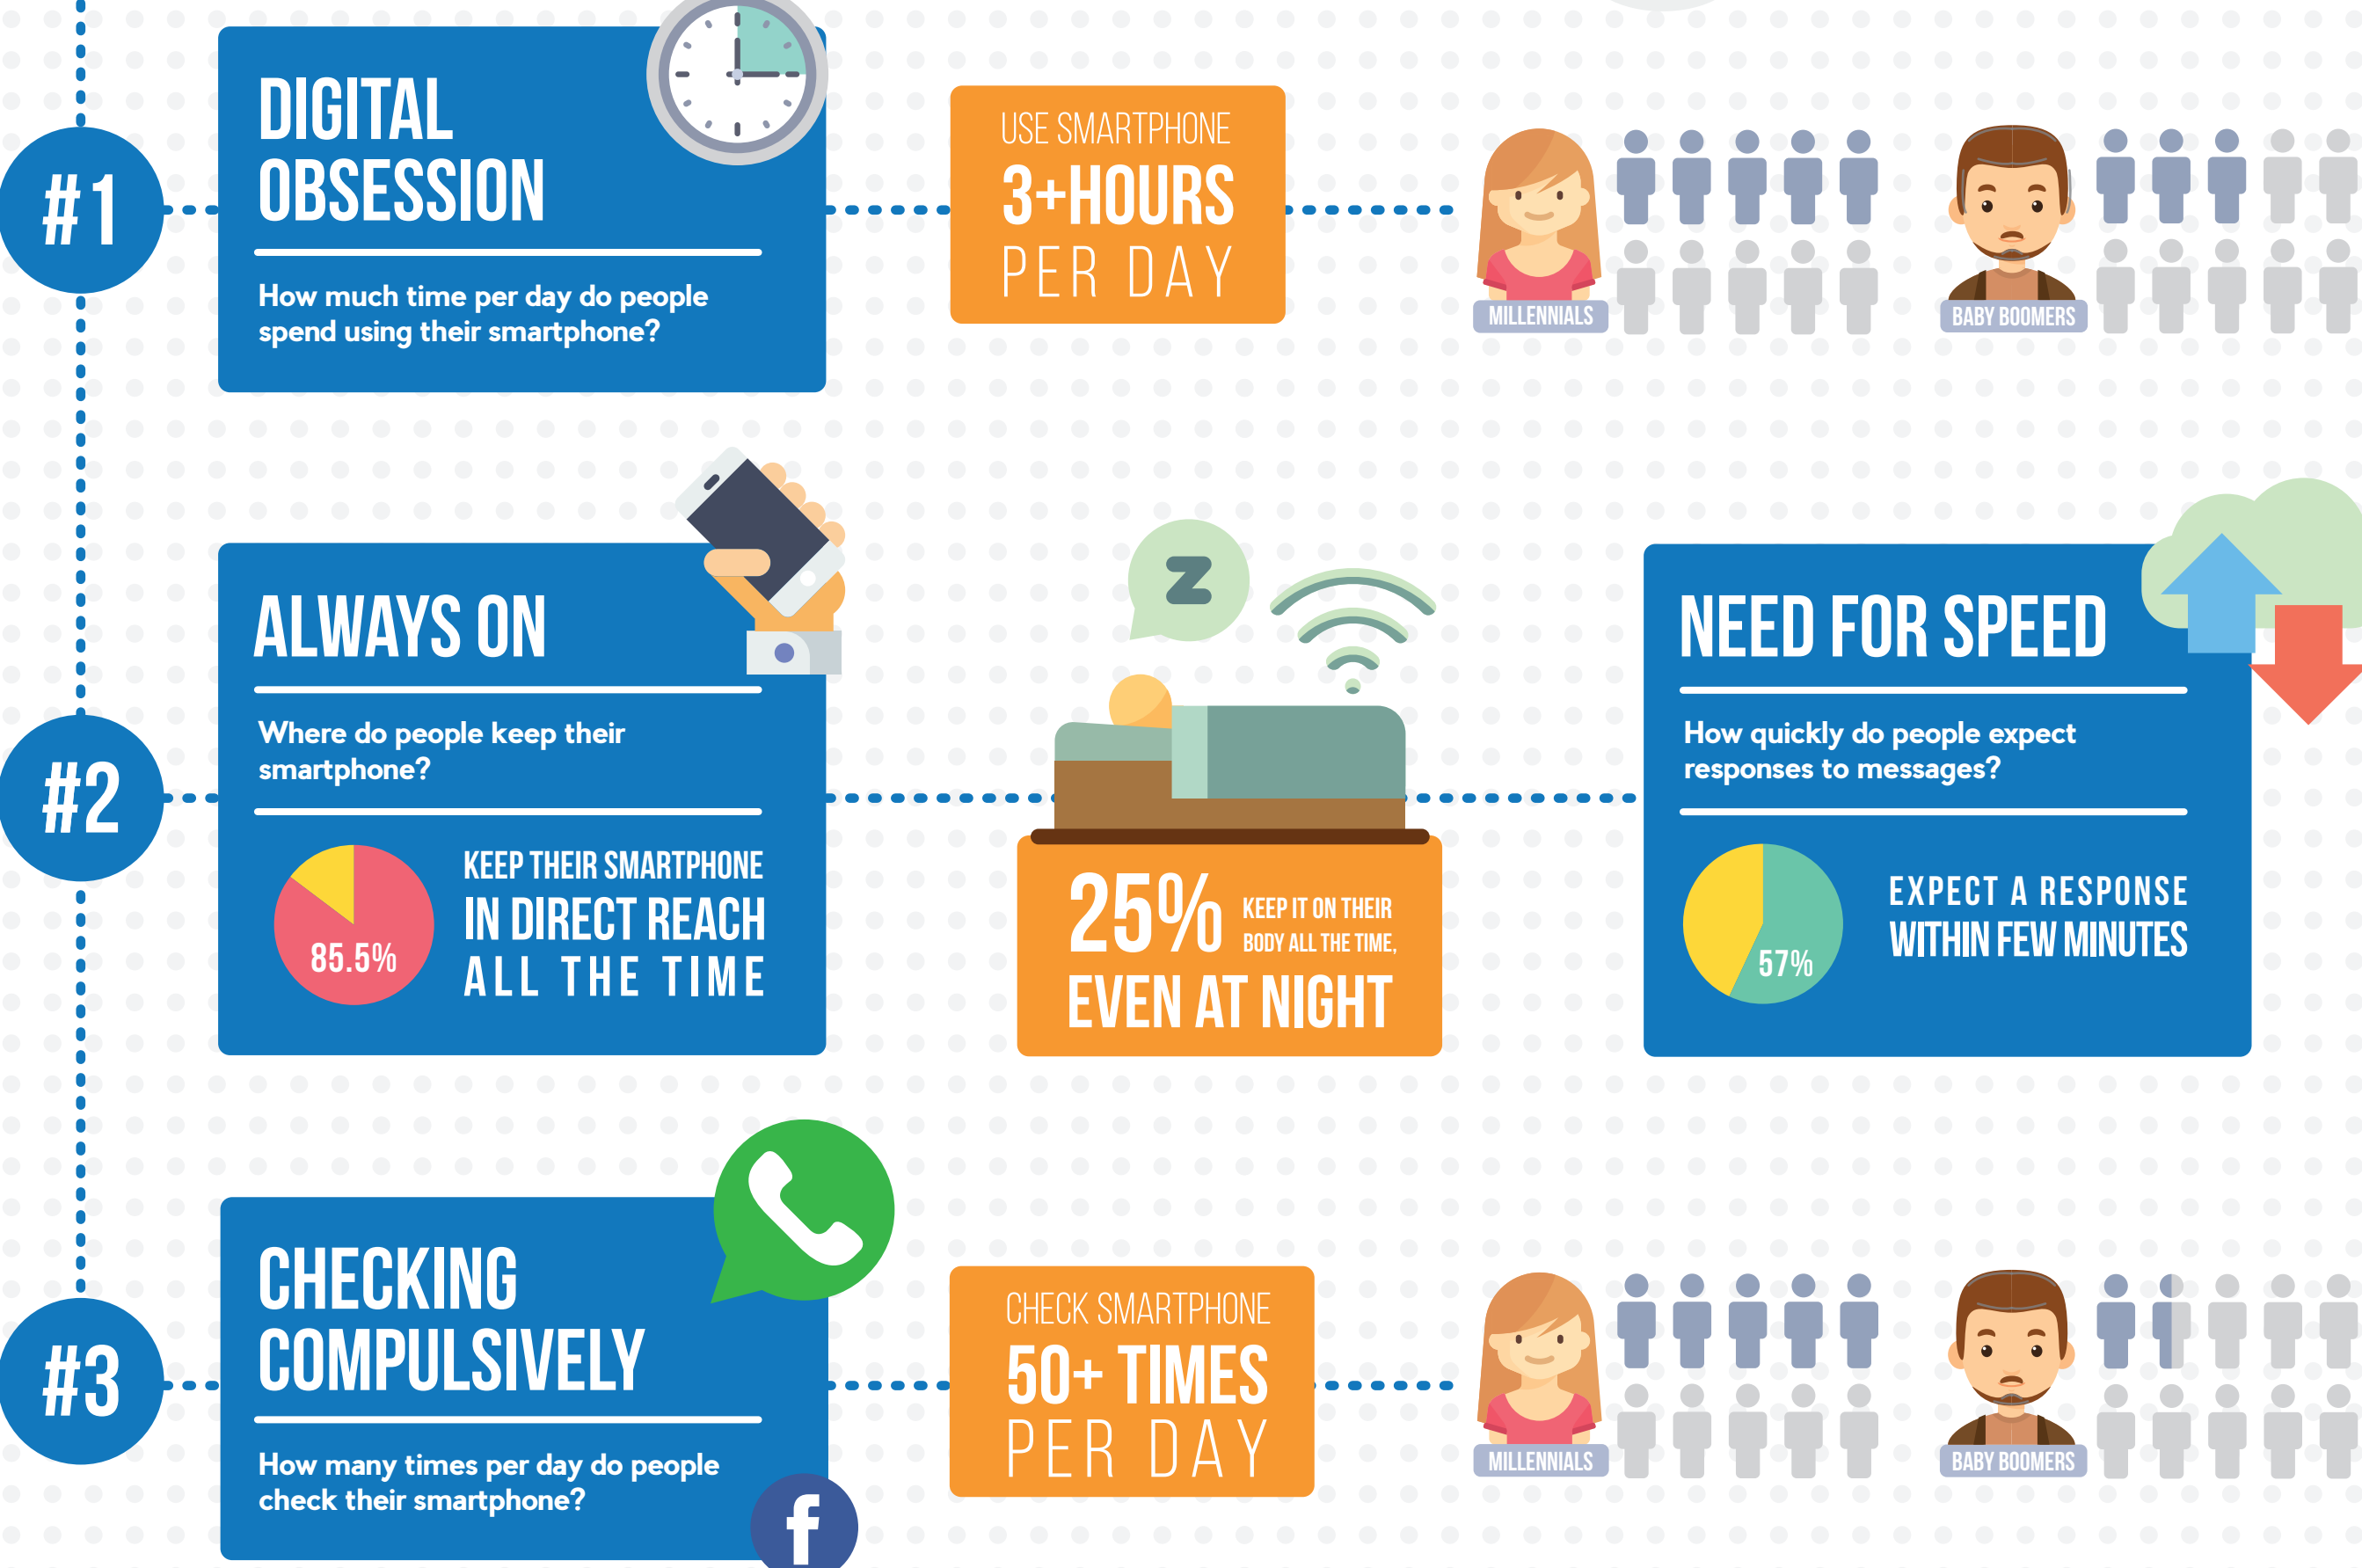 #1
DIGITAL
OBSESSION
How much time per day do people
spend using their smartphone?
USE SMARTPHONE
3+HOURS
PER DAY
MILLENNIALS
BABY BOOMERS
#2
ALWAYS ON
Where do people keep their
smartphone?
85.5%
KEEP THEIR SMARTPHONE
IN DIRECT REACH
ALL THE TIME
Z
25%
KEEP IT ON THEIR
BODY ALL THE TIME,
EVEN AT NIGHT
NEED FOR SPEED
How quickly do people expect
responses to messages?
57%
EXPECT A RESPONSE
WITHIN FEW MINUTES
#3
CHECKING
COMPULSIVELY
How many times per day do people
check their smartphone?
f
CHECK SMARTPHONE
50+ TIMES
PER DAY
MILLENNIALS
BABY BOOMERS